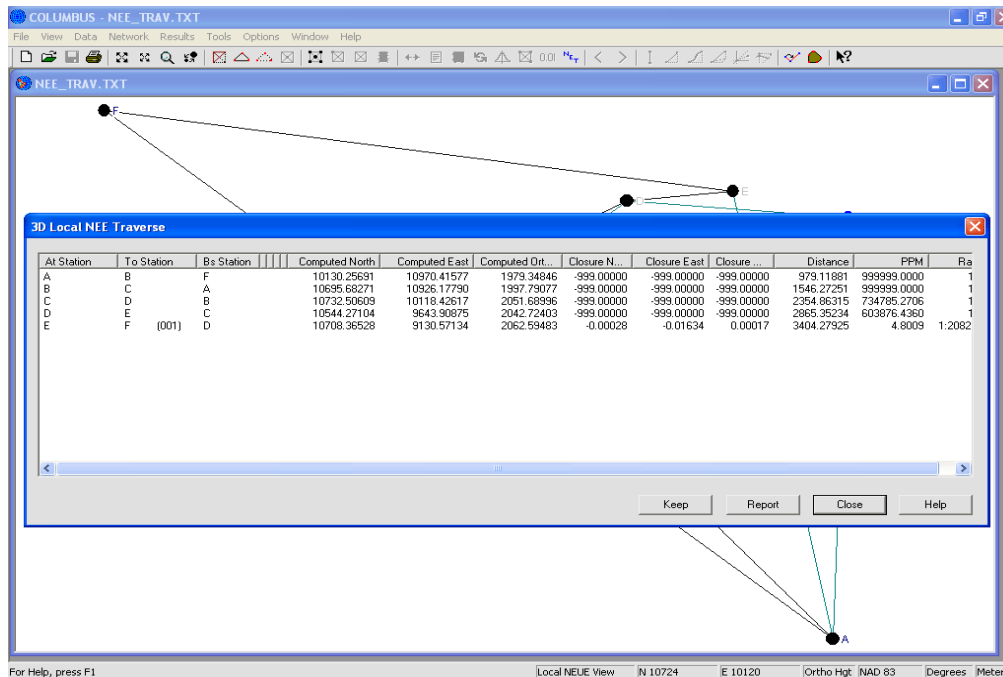 COLUMBUS - NEE_TRAV.TXT
File View Data Network Results Tools Options Window Help
0.01 NET
NEE_TRAV.TXT
F
E
D
3D Local NEE Traverse
At Station To Station Bs Station Computed North Computed East Computed Ort... Closure N... Closure East Closure ... Distance PPM Ra
A B F 10130.25691 10970.41577 1979.34846 -999.00000 -999.00000 -999.00000 979.11881 999999.0000 1
B C A 10695.68271 10926.17790 1997.79077 -999.00000 -999.00000 -999.00000 1546.27251 999999.0000 1
C D B 10732.50609 10118.42617 2051.68996 -999.00000 -999.00000 -999.00000 2354.86315 734785.2706 1
D E C 10544.27104 9643.90875 2042.72403 -999.00000 -999.00000 -999.00000 2865.35234 603876.4360 1
E F (001) D 10708.36528 9130.57134 2062.59483 -0.00028 -0.01634 0.00017 3404.27925 4.8009 1:2082
Keep Report Close Help
A
For Help, press F1 Local NEUE View N 10724 E 10120 Ortho Hgt NAD 83 Degrees Meter